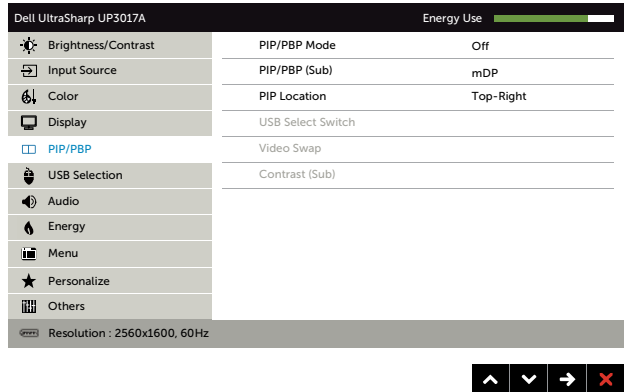 Dell UltraSharp UP3017A Energy Use
Brightness/Contrast PIP/PBP Mode Off
Input Source PIP/PBP (Sub) mDP
Color PIP Location Top-Right
Display USB Select Switch
PIP/PBP Video Swap
USB Selection Contrast (Sub)
Audio
Energy
Menu
Personalize
Others
Resolution : 2560x1600, 60Hz